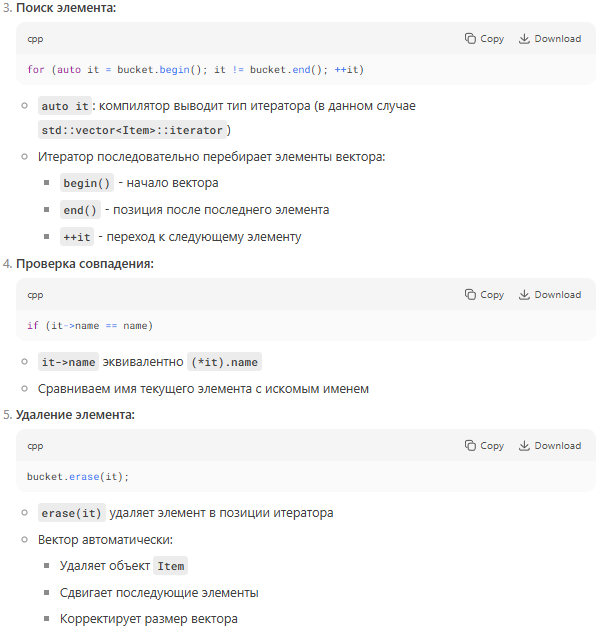 3. Поиск элемента:
cpp Copy Download
for (auto it = bucket.begin(); it != bucket.end(); ++it)
auto it: компилятор выводит тип итератора (в данном случае
std::vector<Item>::iterator)
Итератор последовательно перебирает элементы вектора:
begin() - начало вектора
end() - позиция после последнего элемента
++it - переход к следующему элементу
4. Проверка совпадения:
cpp Copy Download
if (it->name == name)
it->name эквивалентно (*it).name
Сравниваем имя текущего элемента с искомым именем
5. Удаление элемента:
cpp Copy Download
bucket.erase(it);
erase(it) удаляет элемент в позиции итератора
Вектор автоматически:
Удаляет объект Item
Сдвигает последующие элементы
Корректирует размер вектора